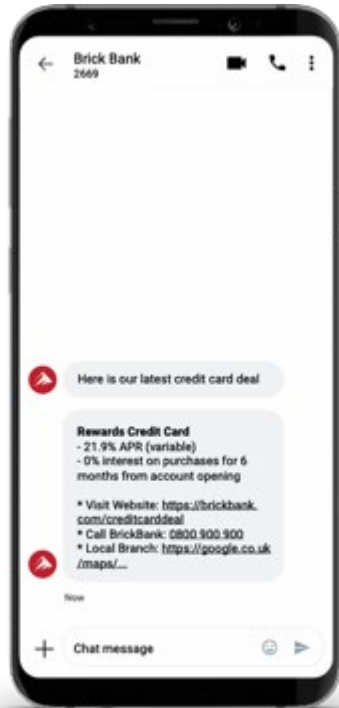 Brick Bank
2669
Here is our latest credit card deal
Rewards Credit Card
- 21.9% APR (variable)
- 0% interest on purchases for 6
months from account opening
* Visit Website: https://brickbank.
com/creditcarddeal
* Call BrickBank: 0800 900 900
* Local Branch: https://google.co.uk
/maps/...
Now
Chat message